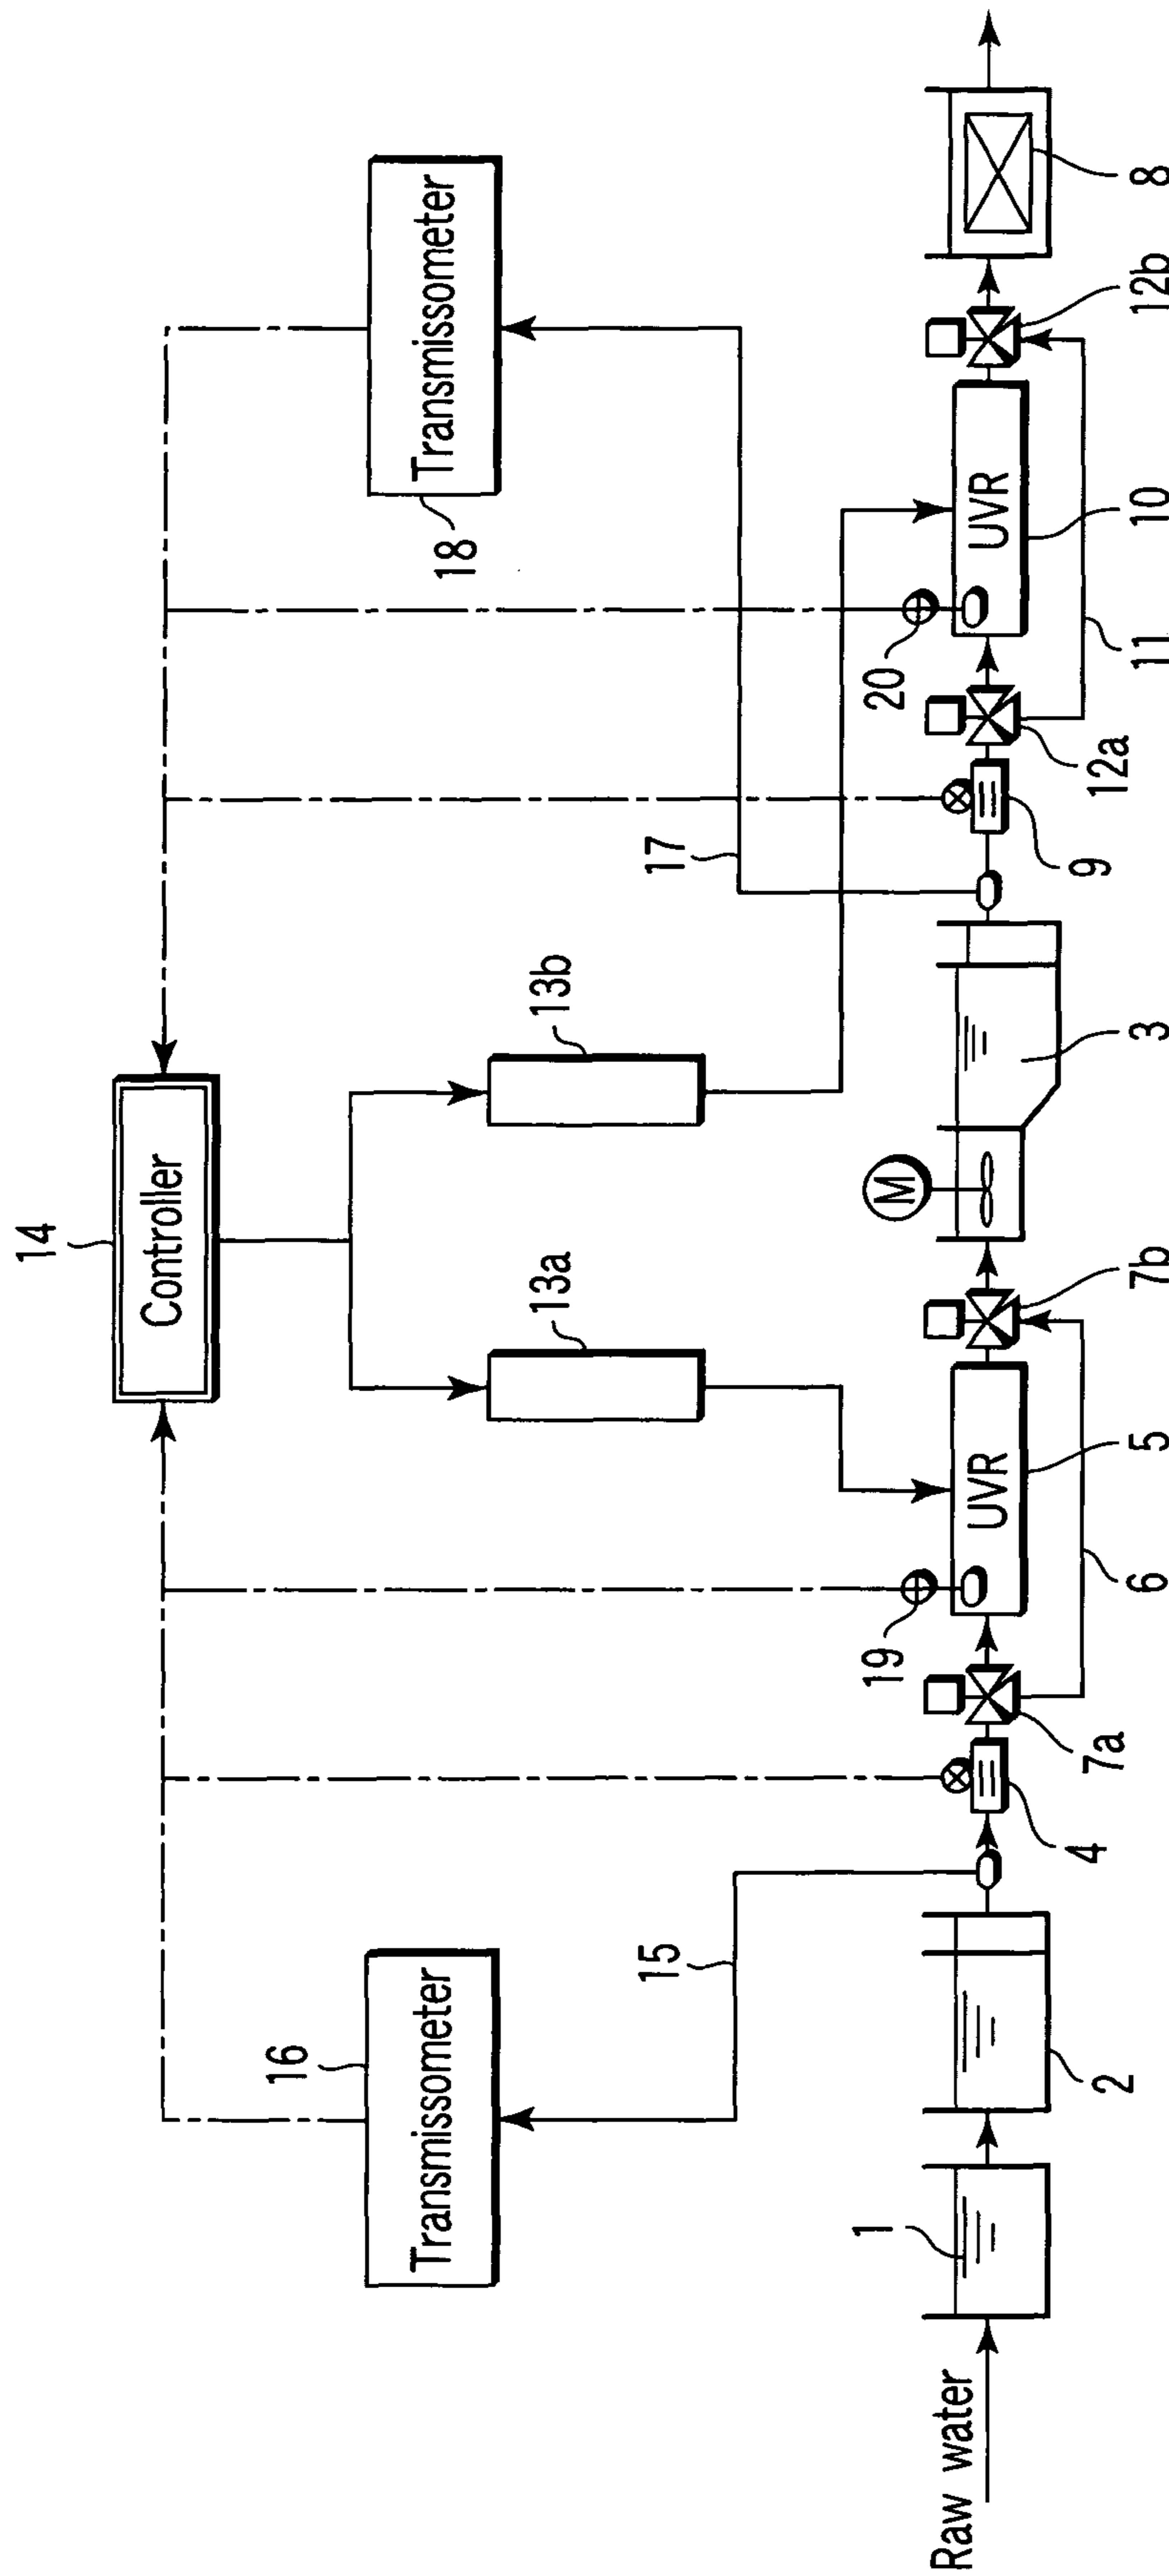 14
Controller
16
Transmissometer
Transmissometer
18
13a
13b
15
17
19
20
M
UVR
UVR
Raw water
1
2
4
7a
6
5
7b
3
9
12a
11
10
12b
8